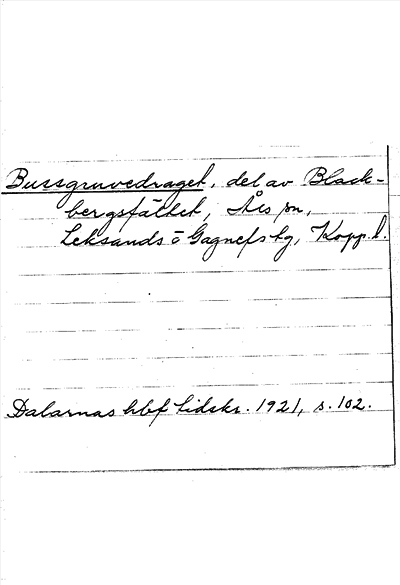 Bussgruvedraget, del av Black-
bergsfältet, Ås sn,
Leksands o Gagnefs tg, Kopp. l.
Dalarnas hbf tidskr. 1921, s. 102.